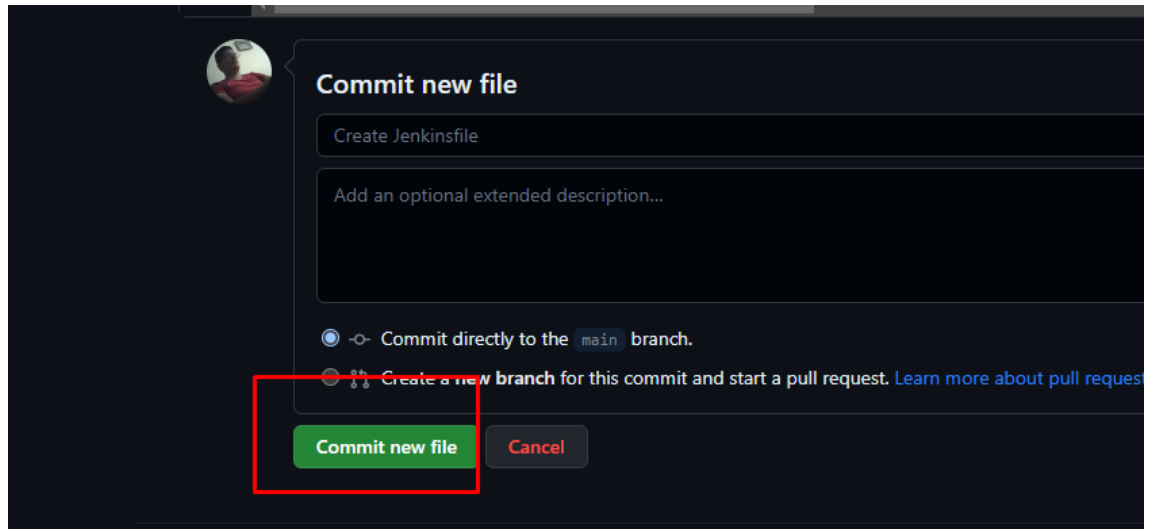 Commit new file
Create Jenkinsfile
Add an optional extended description...
Commit directly to the main branch.
Create a new branch for this commit and start a pull request. Learn more about pull request
Commit new file
Cancel